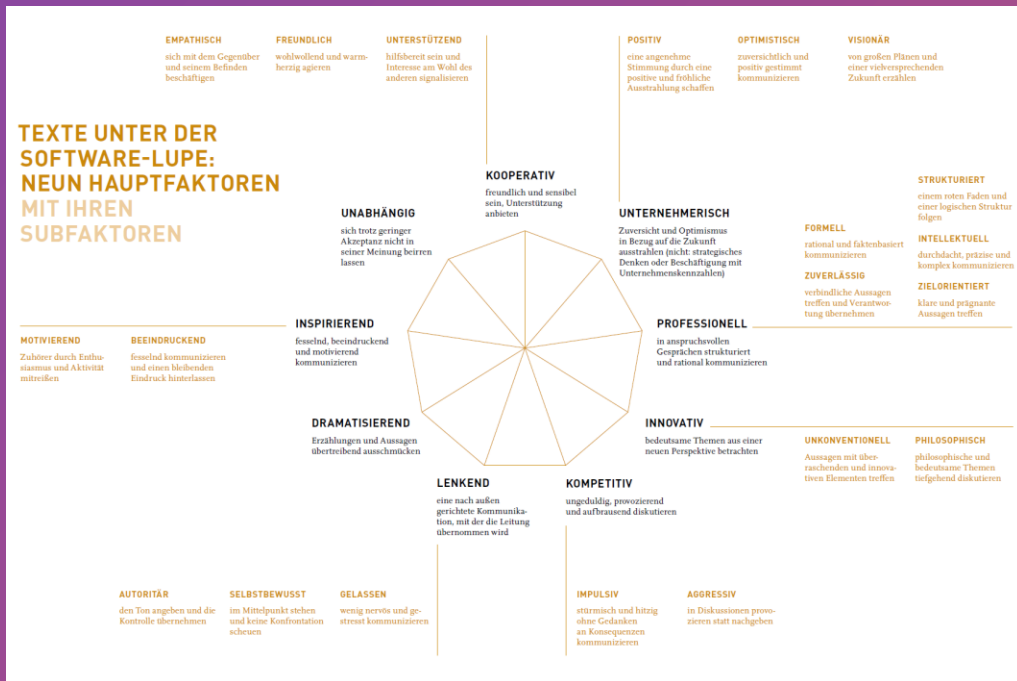 EMPATHISCH
sich mit dem Gegenüber
und seinem Befinden
beschäftigen
FREUNDLICH
wohlwollend und warm-
herzig agieren
UNTERSTÜTZEND
hilfsbereit sein und
Interesse am Wohl des
anderen signalisieren
POSITIV
eine angenehme
Stimmung durch eine
positive und fröhliche
Ausstrahlung schaffen
OPTIMISTISCH
zuversichtlich und
positiv gestimmt
kommunizieren
VISIONÄR
von großen Plänen und
einer vielversprechenden
Zukunft erzählen
TEXTE UNTER DER
SOFTWARE-LUPE:
NEUN HAUPTFAKTOREN
MIT IHREN
SUBFAKTOREN
KOOPERATIV
freundlich und sensibel
sein, Unterstützung
anbieten
UNABHÄNGIG
sich trotz geringer
Akzeptanz nicht in
seiner Meinung beirren
lassen
UNTERNEHMERISCH
Zuversicht und Optimismus
in Bezug auf die Zukunft
ausstrahlen (nicht: strategisches
Denken oder Beschäftigung mit
Unternehmenskennzahlen)
STRUKTURIERT
einem roten Faden und
einer logischen Struktur
folgen
FORMELL
rational und faktenbasiert
kommunizieren
INTELLEKTUELL
durchdacht, präzise und
komplex kommunizieren
ZUVERLÄSSIG
verbindliche Aussagen
treffen und Verantwor-
tung übernehmen
ZIELORIENTIERT
klare und prägnante
Aussagen treffen
INSPIRIEREND
fesselnd, beeindruckend
und motivierend
kommunizieren
PROFESSIONELL
in anspruchsvollen
Gesprächen strukturiert
und rational kommunizieren
MOTIVIEREND
Zuhörer durch Enthu-
siasmus und Aktivität
mitreißen
BEEINDRUCKEND
fesselnd kommunizieren
und einen bleibenden
Eindruck hinterlassen
DRAMATISIEREND
Erzählungen und Aussagen
übertreibend ausschmücken
INNOVATIV
bedeutsame Themen aus einer
neuen Perspektive betrachten
UNKONVENTIONELL
Aussagen mit über-
raschenden und innova-
tiven Elementen treffen
PHILOSOPHISCH
philosophische und
bedeutsame Themen
tiefgehend diskutieren
LENKEND
eine nach außen
gerichtete Kommunika-
tion, mit der die Leitung
übernommen wird
KOMPETITIV
ungeduldig, provozierend
und aufbrausend diskutieren
AUTORITÄR
den Ton angeben und die
Kontrolle übernehmen
SELBSTBEWUSST
im Mittelpunkt stehen
und keine Konfrontation
scheuen
GELASSEN
wenig nervös und ge-
stresst kommunizieren
IMPULSIV
stürmisch und hitzig
ohne Gedanken
an Konsequenzen
kommunizieren
AGGRESSIV
in Diskussionen provo-
zieren statt nachgeben